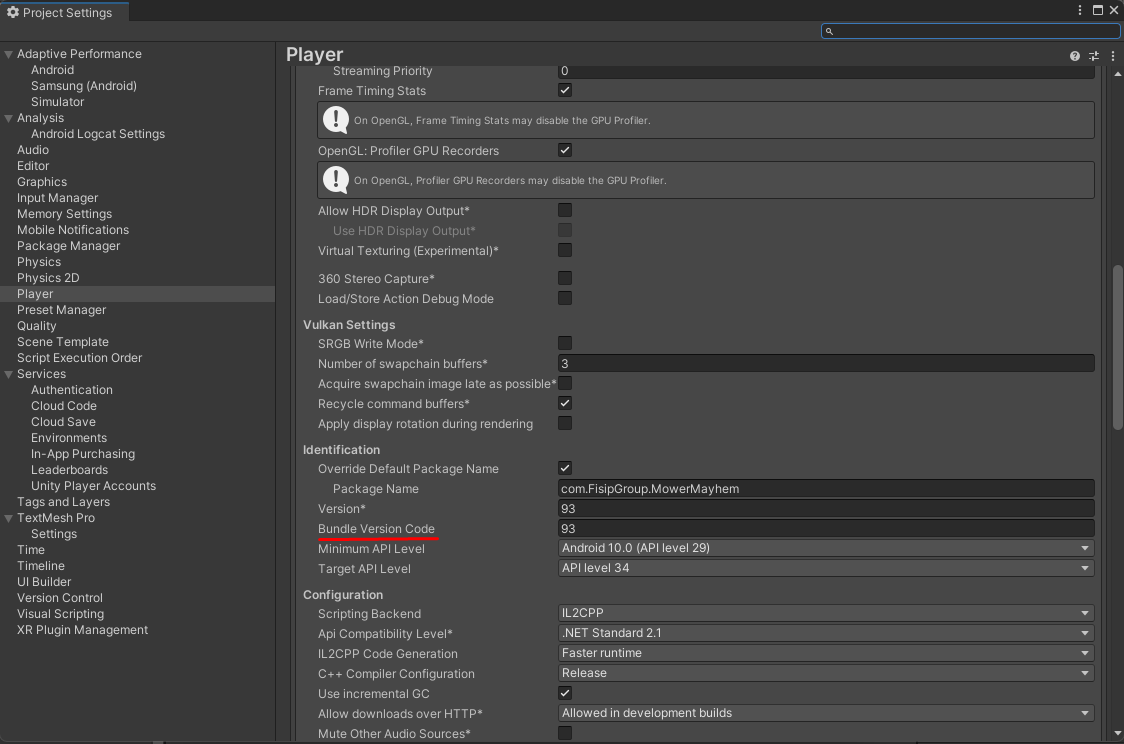 Project Settings
Adaptive Performance
Android
Samsung (Android)
Simulator
Analysis
Android Logcat Settings
Audio
Editor
Graphics
Input Manager
Memory Settings
Mobile Notifications
Package Manager
Physics
Physics 2D
Player
Preset Manager
Quality
Scene Template
Script Execution Order
Services
Authentication
Cloud Code
Cloud Save
Environments
In-App Purchasing
Leaderboards
Unity Player Accounts
Tags and Layers
TextMesh Pro
Settings
Time
Timeline
UI Builder
Version Control
Visual Scripting
XR Plugin Management
Player
Streaming Priority 0
Frame Timing Stats
On OpenGL, Frame Timing Stats may disable the GPU Profiler.
OpenGL: Profiler GPU Recorders
On OpenGL, Profiler GPU Recorders may disable the GPU Profiler.
Allow HDR Display Output*
Use HDR Display Output*
Virtual Texturing (Experimental)*
360 Stereo Capture*
Load/Store Action Debug Mode
Vulkan Settings
SRGB Write Mode*
Number of swapchain buffers* 3
Acquire swapchain image late as possible*
Recycle command buffers*
Apply display rotation during rendering
Identification
Override Default Package Name
Package Name com.FisipGroup.MowerMayhem
Version* 93
Bundle Version Code 93
Minimum API Level Android 10.0 (API level 29)
Target API Level API level 34
Configuration
Scripting Backend IL2CPP
Api Compatibility Level* .NET Standard 2.1
IL2CPP Code Generation Faster runtime
C++ Compiler Configuration Release
Use incremental GC
Allow downloads over HTTP* Allowed in development builds
Mute Other Audio Sources*